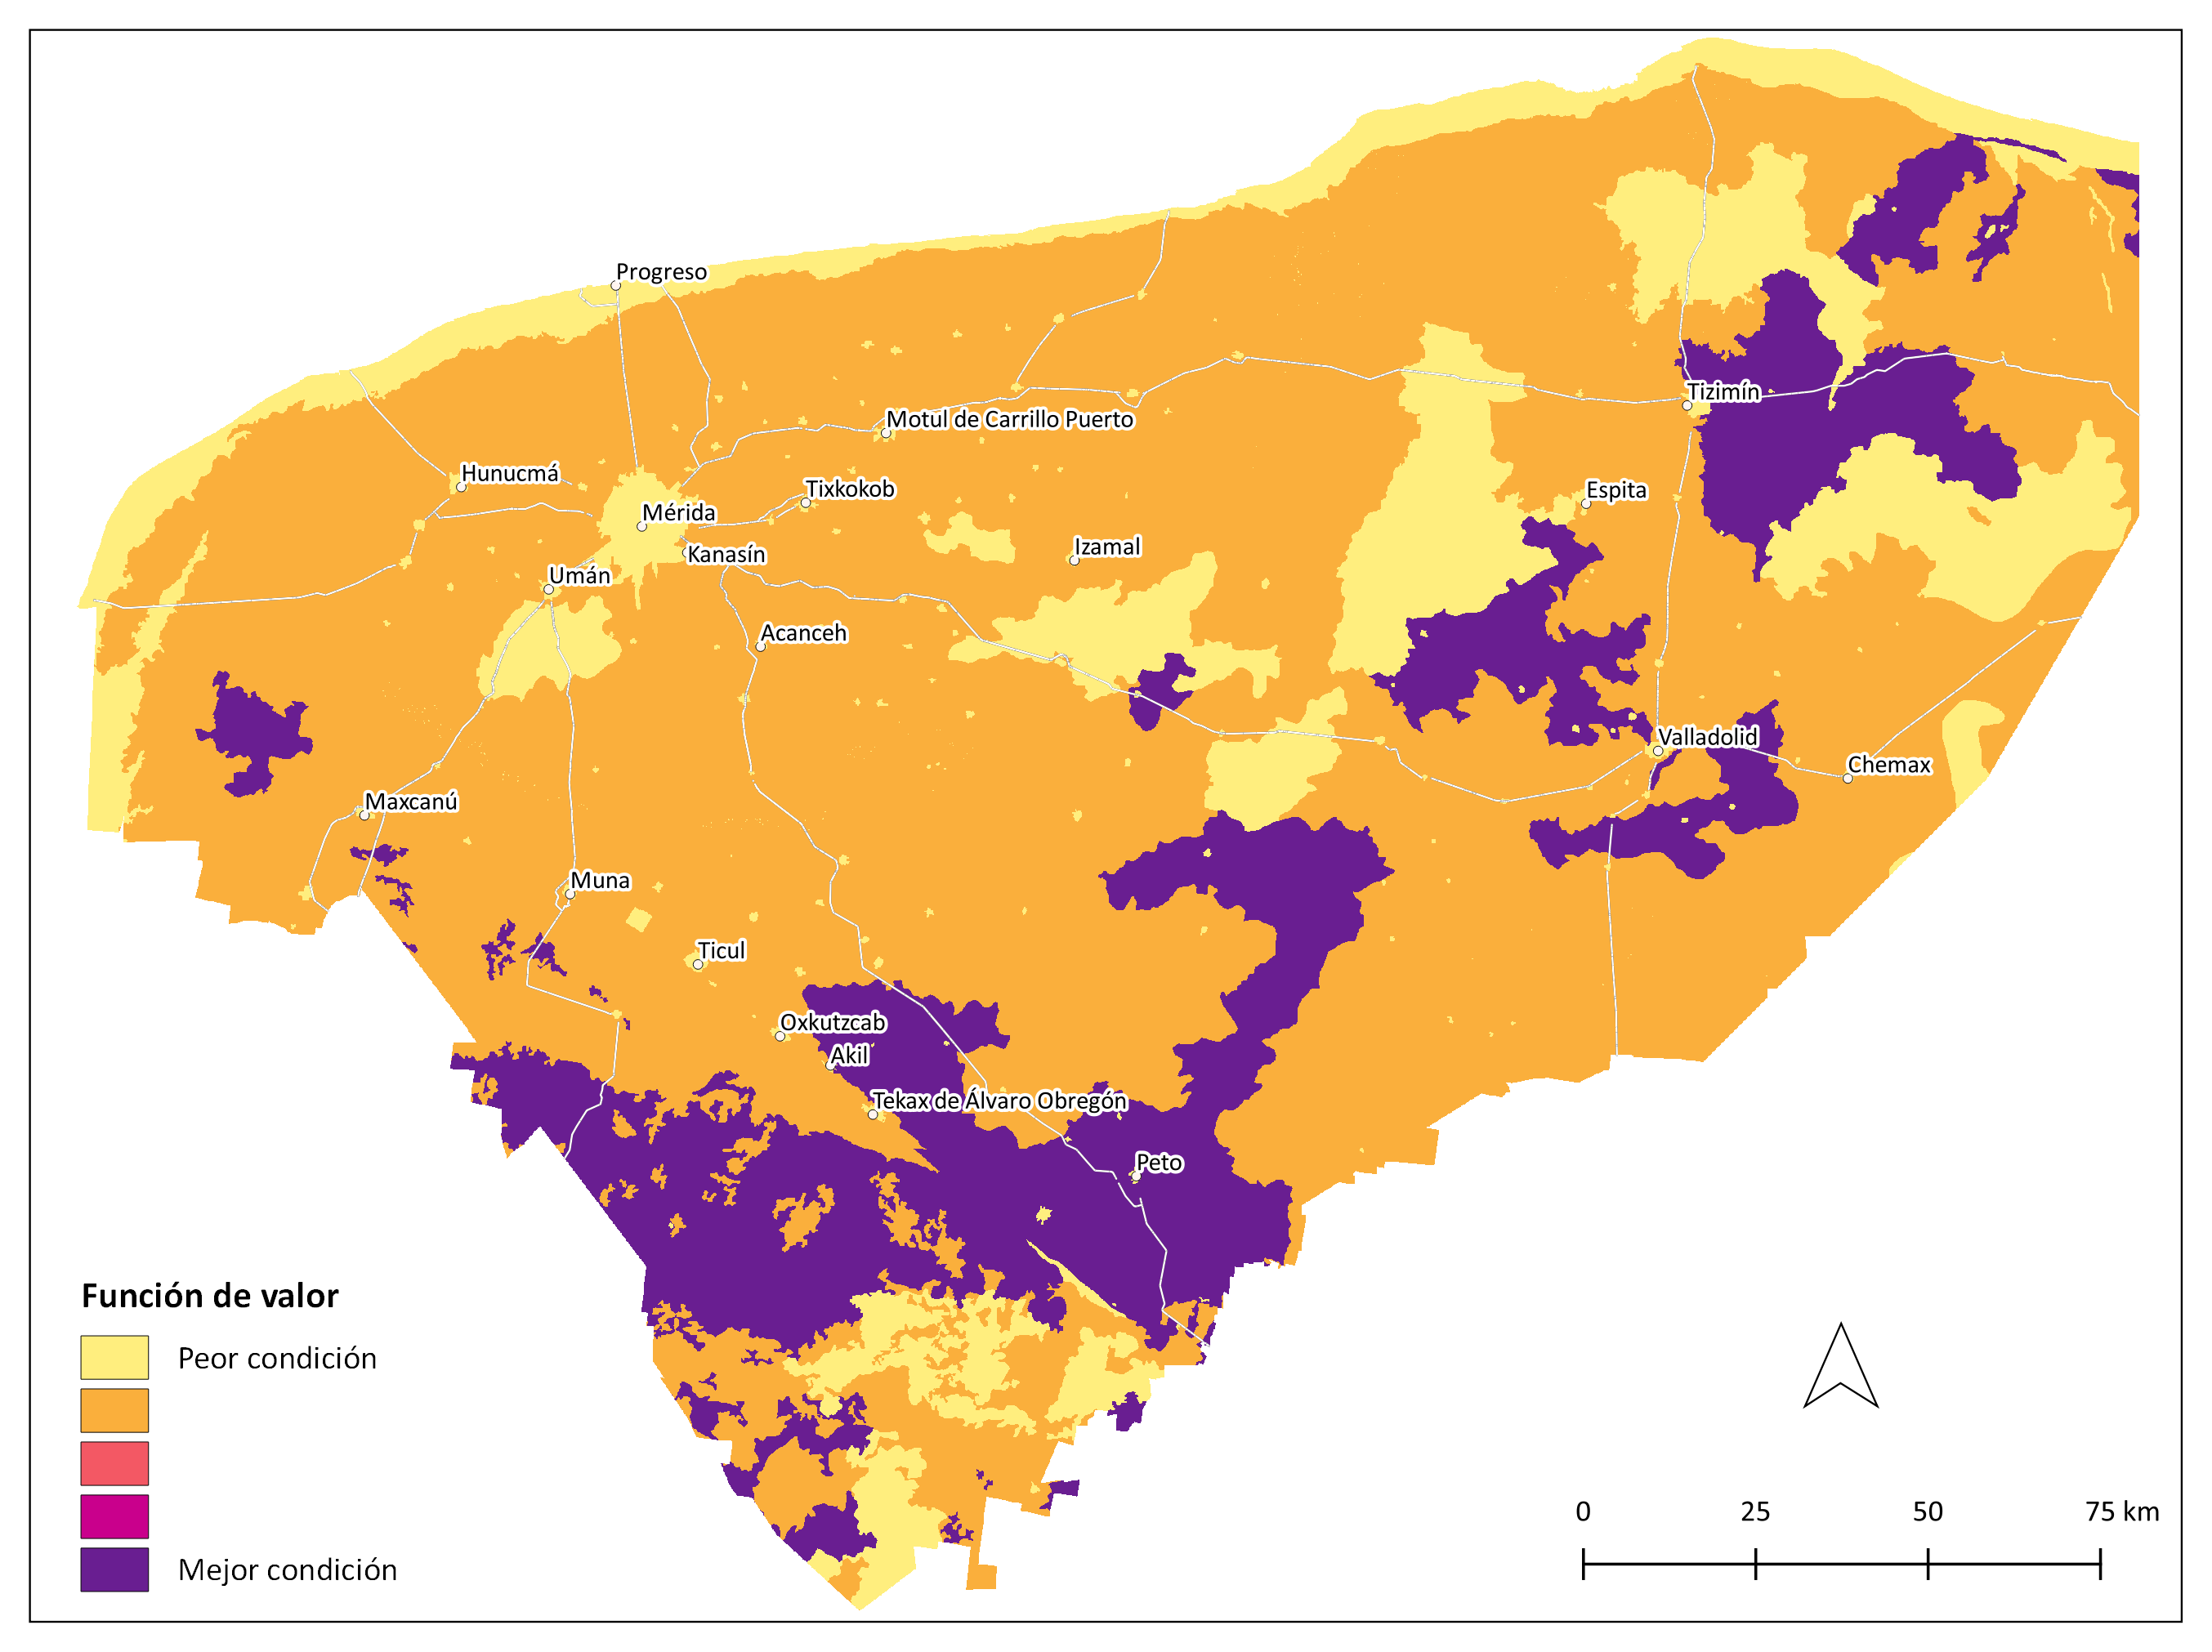 Progreso
Tizimín
Motul de Carrillo Puerto
Hunucmá
Tixkokob
Espita
Mérida
Izamal
Kanasín
Umán
Acanceh
Valladolid
Chemax
Maxcanú
Muna
Ticul
Oxkutzcab
Akil
Tekax de Álvaro Obregón
Peto
Función de valor
Peor condición
Mejor condición
0 25 50 75 km